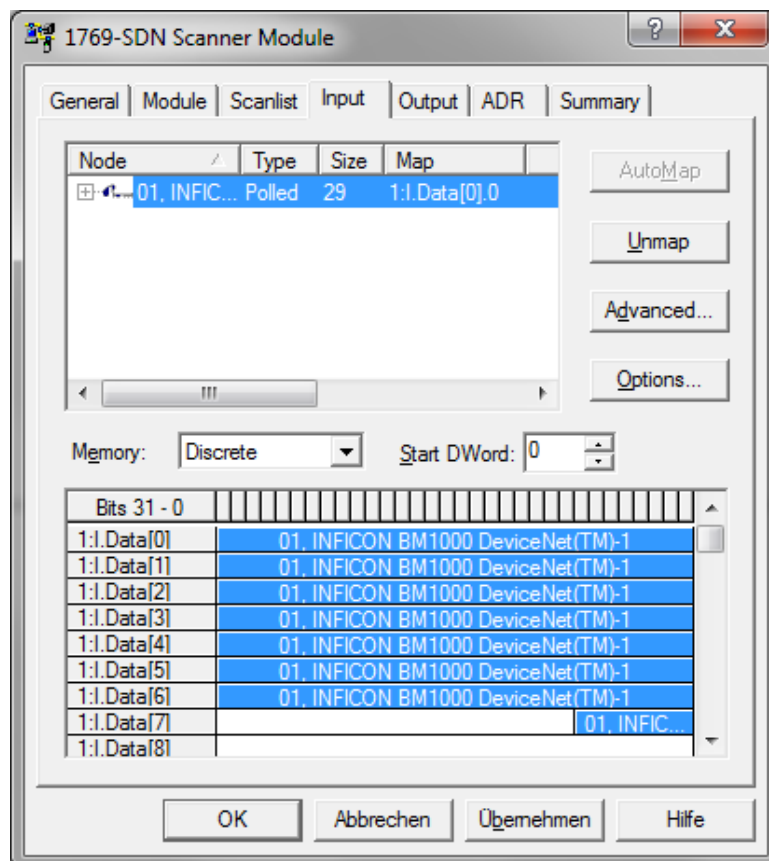 1769-SDN Scanner Module
General Module Scanlist Input Output ADR Summary
Node Type Size Map
01, INFIC... Polled 29 1:I.Data[0].0
AutoMap
Unmap
Advanced...
Options...
Memory: Discrete Start DWord: 0
Bits 31 - 0
1:I.Data[0] 01, INFICON BM1000 DeviceNet(TM)-1
1:I.Data[1] 01, INFICON BM1000 DeviceNet(TM)-1
1:I.Data[2] 01, INFICON BM1000 DeviceNet(TM)-1
1:I.Data[3] 01, INFICON BM1000 DeviceNet(TM)-1
1:I.Data[4] 01, INFICON BM1000 DeviceNet(TM)-1
1:I.Data[5] 01, INFICON BM1000 DeviceNet(TM)-1
1:I.Data[6] 01, INFICON BM1000 DeviceNet(TM)-1
1:I.Data[7] 01, INFIC...
1:I.Data[8]
OK Abbrechen Übernehmen Hilfe